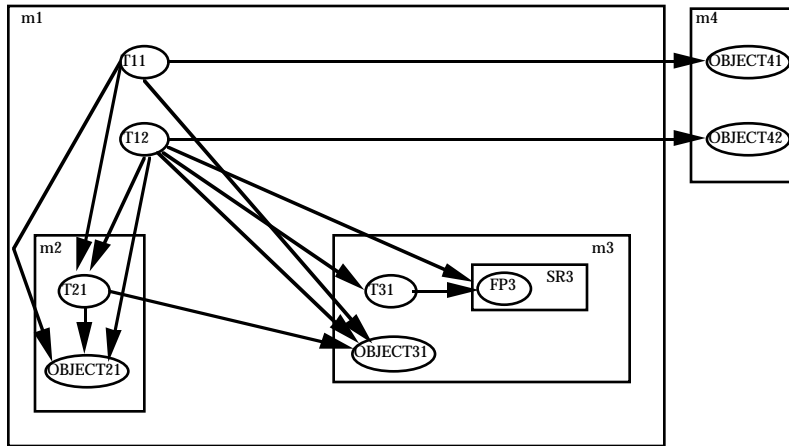 m1
m4
T11
OBJECT41
T12
OBJECT42
m2
m3
T21
T31
FP3
SR3
OBJECT31
OBJECT21